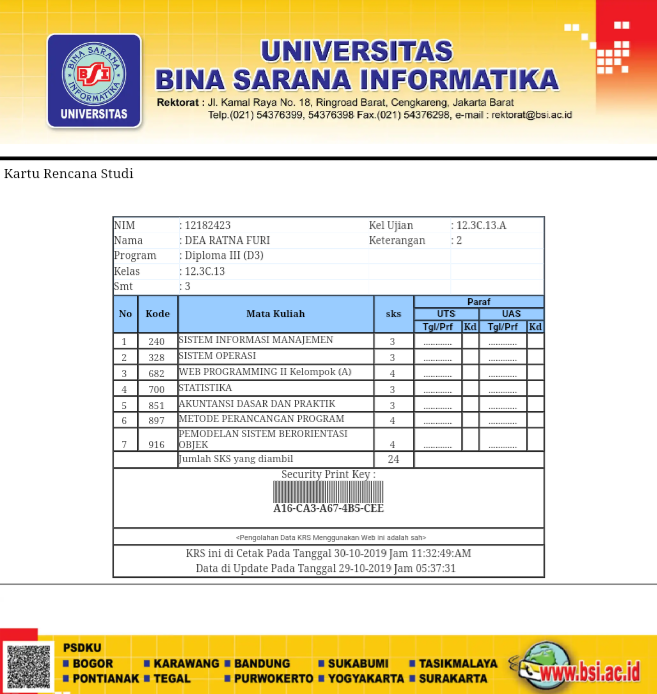 BINA SARANA
BSI
INFORMATIKA
UNIVERSITAS
UNIVERSITAS
BINA SARANA INFORMATIKA
Rektorat : Jl. Kamal Raya No. 18, Ringroad Barat, Cengkareng, Jakarta Barat
Telp.(021) 54376399, 54376398 Fax.(021) 54376298, e-mail : rektorat@bsi.ac.id
Kartu Rencana Studi
NIM : 12182423 Kel Ujian : 12.3C.13.A
Nama : DEA RATNA FURI Keterangan : 2
Program : Diploma III (D3)
Kelas : 12.3C.13
Smt : 3
No Kode Mata Kuliah sks Paraf
UTS UAS
Tgl/Prf Kd Tgl/Prf Kd
1 240 SISTEM INFORMASI MANAJEMEN 3 ............ ............
2 328 SISTEM OPERASI 3 ............ ............
3 682 WEB PROGRAMMING II Kelompok (A) 4 ............ ............
4 700 STATISTIKA 3 ............ ............
5 851 AKUNTANSI DASAR DAN PRAKTIK 3 ............ ............
6 897 METODE PERANCANGAN PROGRAM 4 ............ ............
7 916 PEMODELAN SISTEM BERORIENTASI
OBJEK 4 ............ ............
Jumlah SKS yang diambil 24
Security Print Key :
A16-CA3-A67-4B5-CEE
<Pengolahan Data KRS Menggunakan Web ini adalah sah>
KRS ini di Cetak Pada Tanggal 30-10-2019 Jam 11:32:49:AM
Data di Update Pada Tanggal 29-10-2019 Jam 05:37:31
PSDKU
BOGOR KARAWANG BANDUNG SUKABUMI TASIKMALAYA
PONTIANAK TEGAL PURWOKERTO YOGYAKARTA SURAKARTA
www.bsi.ac.id